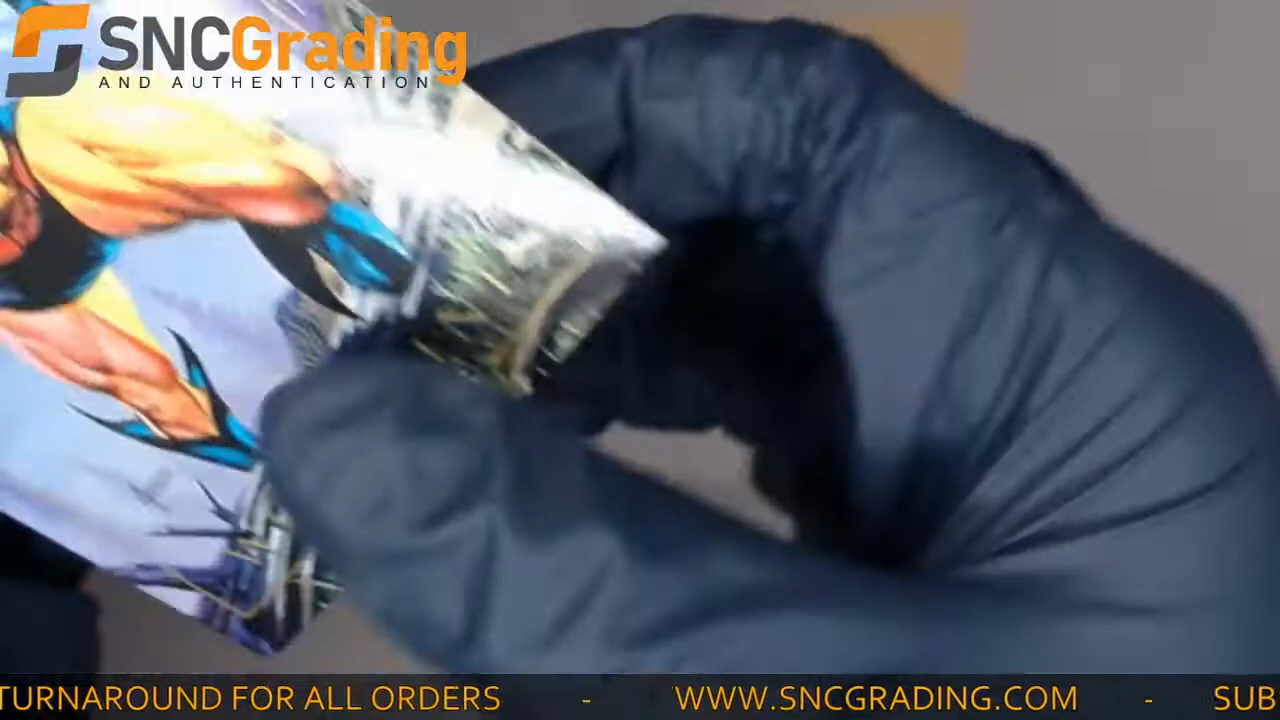 SNCGrading
AND AUTHENTICATION
TURNAROUND FOR ALL ORDERS - WWW.SNCGRADING.COM - SUB